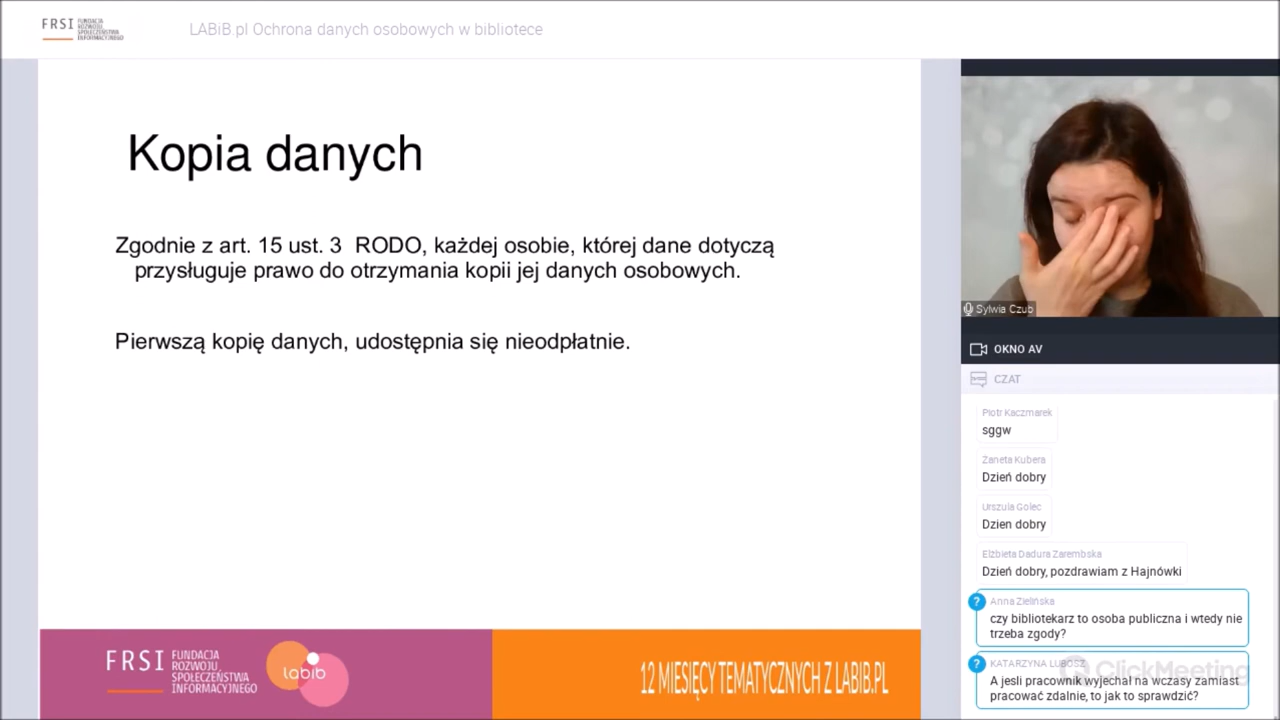 FRSI FUNDACJA
ROZWOJU
SPOŁECZEŃSTWA
INFORMACYJNEGO
LABiB.pl Ochrona danych osobowych w bibliotece
Kopia danych
Zgodnie z art. 15 ust. 3 RODO, każdej osobie, której dane dotyczą
przysługuje prawo do otrzymania kopii jej danych osobowych.
Pierwszą kopię danych, udostępnia się nieodpłatnie.
FRSI FUNDACJA
ROZWOJU
SPOŁECZEŃSTWA
INFORMACYJNEGO
labib
12 MIESIĘCY TEMATYCZNYCH Z LABIB.PL
Sylwia Czub
OKNO AV
CZAT
Piotr Kaczmarek
sggw
Żaneta Kubera
Dzień dobry
Urszula Golec
Dzien dobry
Elżbieta Dadura Zarembska
Dzień dobry, pozdrawiam z Hajnówki
? Anna Zielińska
czy bibliotekarz to osoba publiczna i wtedy nie
trzeba zgody?
? KATARZYNA LUBOSZ
ClickMeeting
A jesli pracownik wyjechał na wczasy zamiast
pracować zdalnie, to jak to sprawdzić?